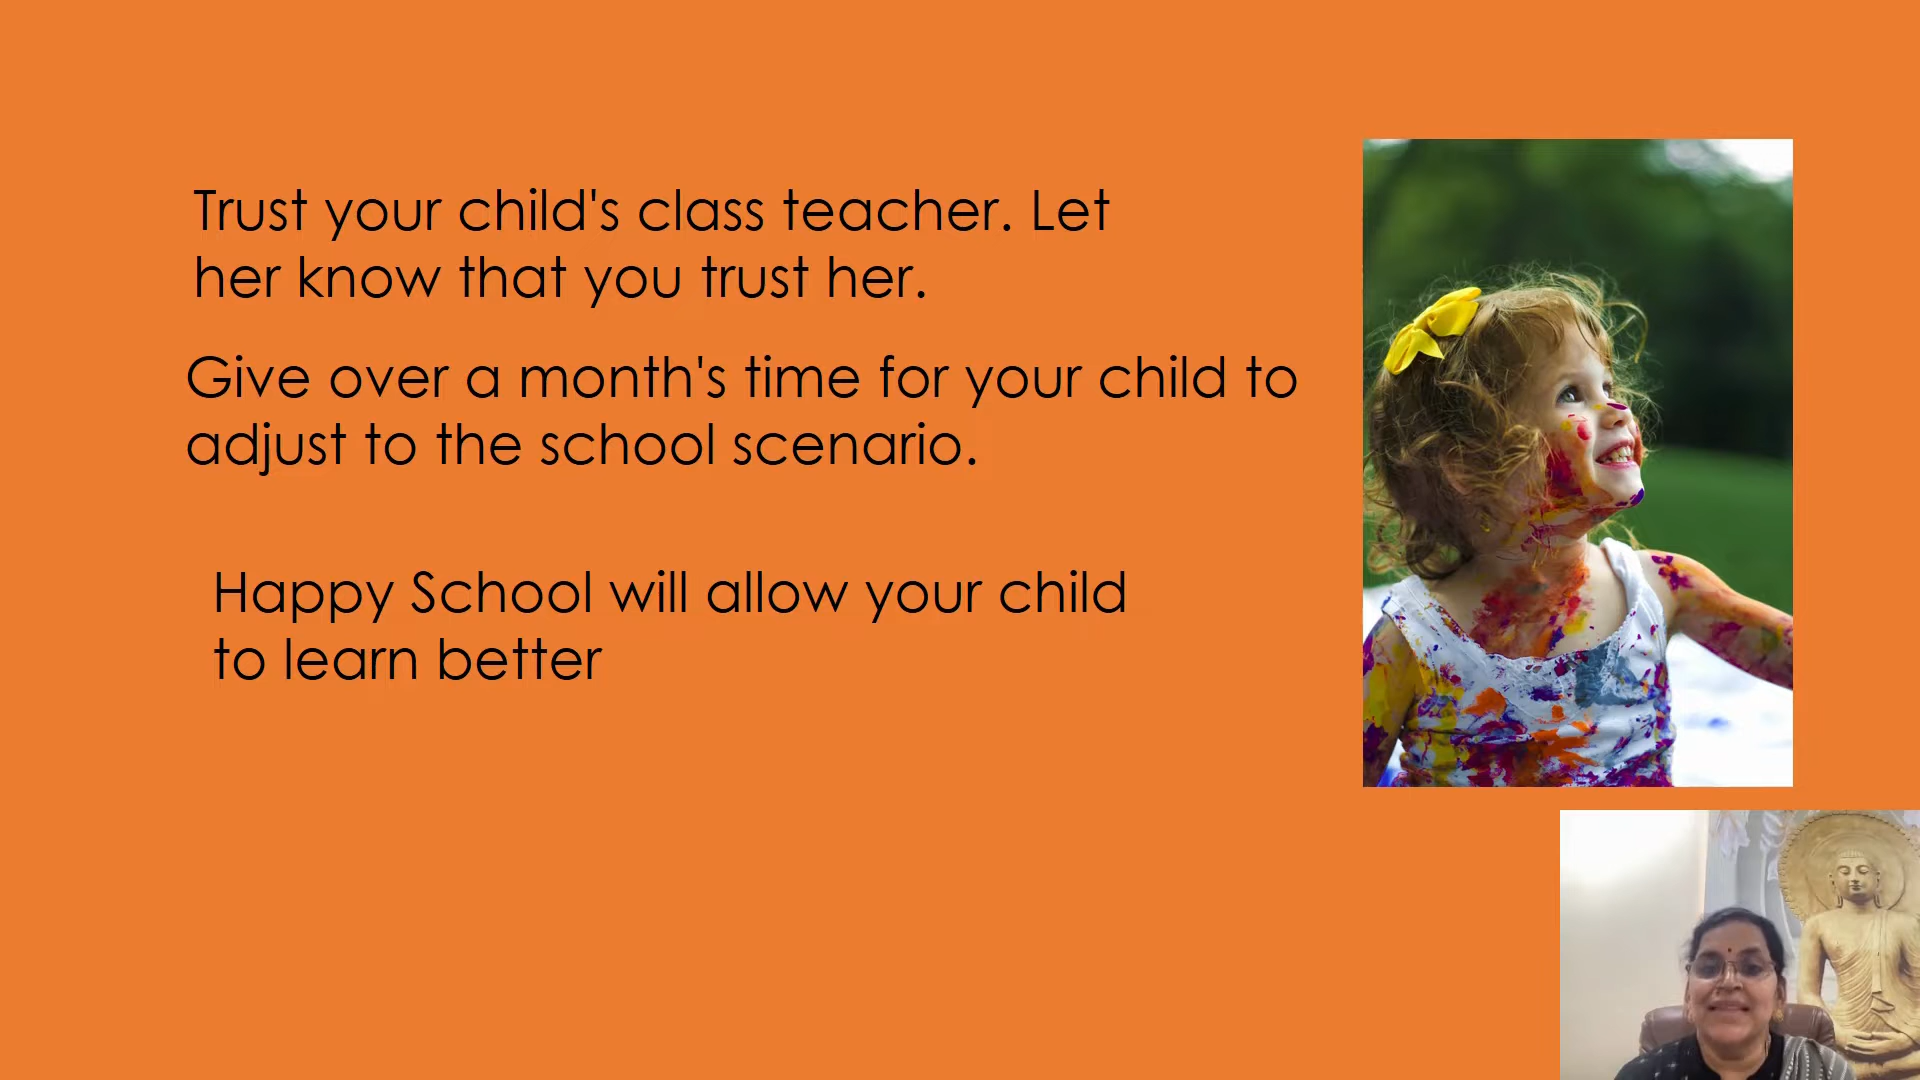 Trust your child's class teacher. Let
her know that you trust her.
Give over a month's time for your child to
adjust to the school scenario.
Happy School will allow your child
to learn better